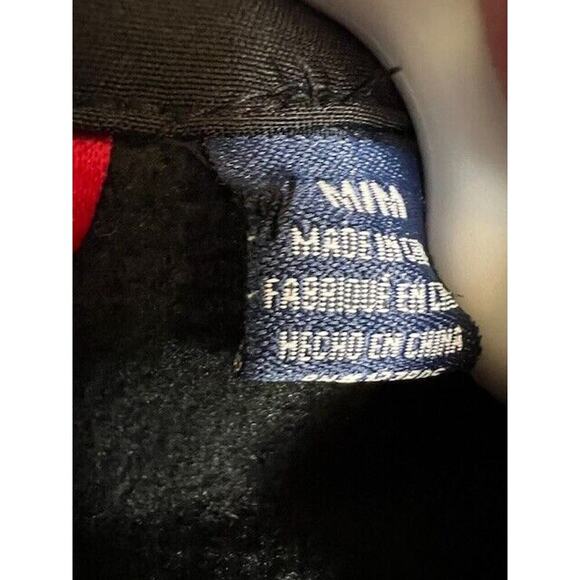 M/M
MADE IN
FABRIQUÉ EN
HECHO EN CHINA